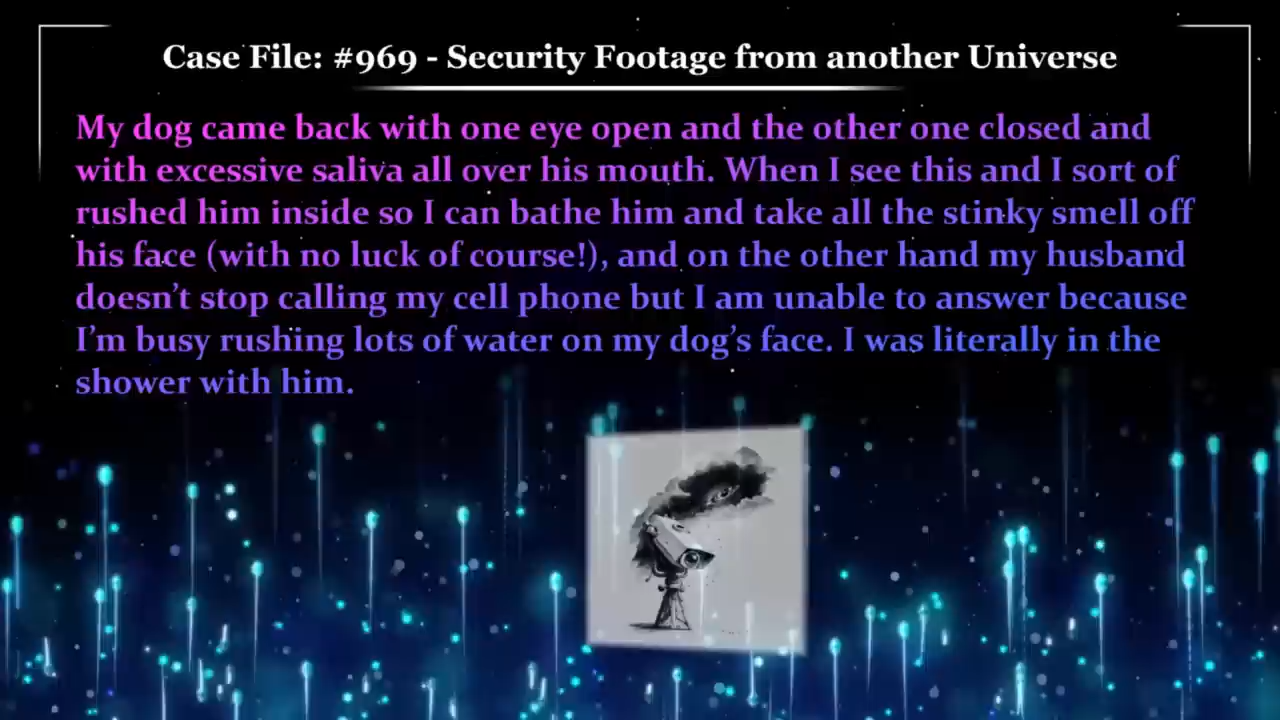 Case File: #969 - Security Footage from another Universe
My dog came back with one eye open and the other one closed and
with excessive saliva all over his mouth. When I see this and I sort of
rushed him inside so I can bathe him and take all the stinky smell off
his face (with no luck of course!), and on the other hand my husband
doesn’t stop calling my cell phone but I am unable to answer because
I’m busy rushing lots of water on my dog’s face. I was literally in the
shower with him.